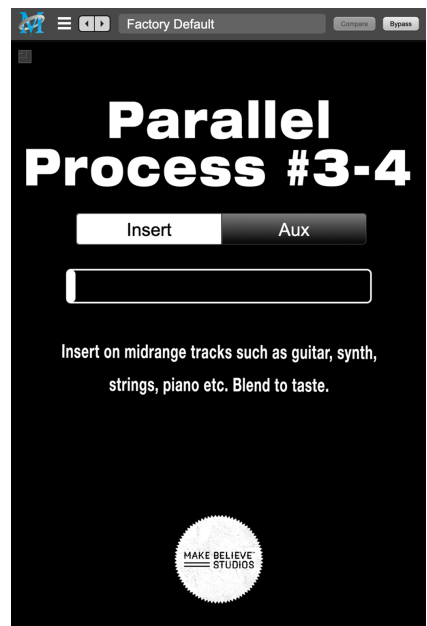 Factory Default
Compare
Bypass
Parallel
Process #3-4
Insert
Aux
Insert on midrange tracks such as guitar, synth,
strings, piano etc. Blend to taste.
MAKE BELIEVE™
STUDIOS